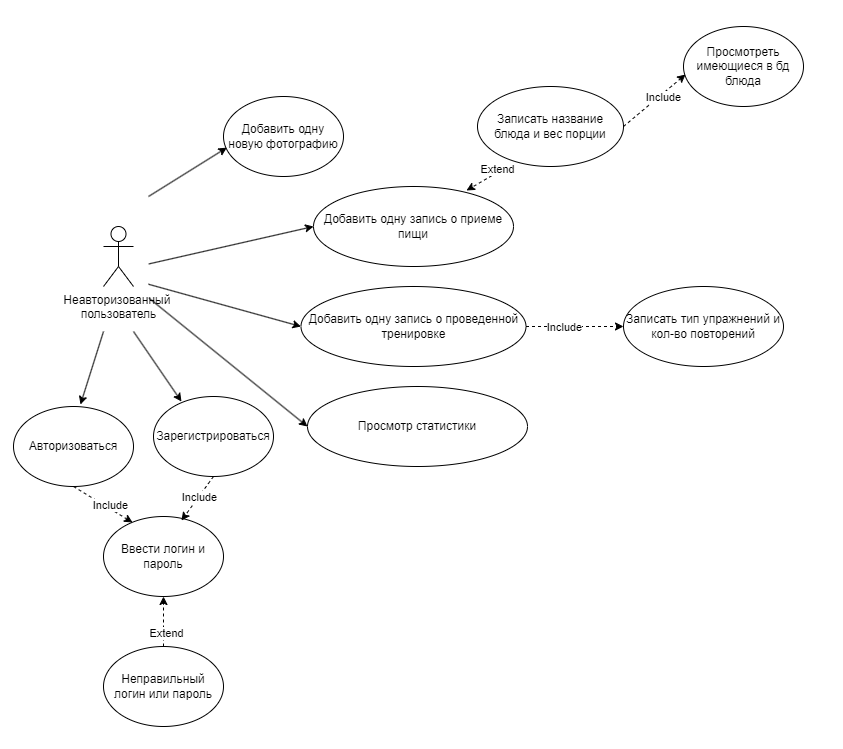 Просмотреть
имеющиеся в бд
блюда
Include
Записать название
блюда и вес порции
Добавить одну
новую фотографию
Extend
Добавить одну запись о приеме
пищи
Неавторизованный
пользователь
Добавить одну запись о проведенной
тренировке
Include
Записать тип упражнений и
кол-во повторений
Просмотр статистики
Авторизоваться
Зарегистрироваться
Include
Include
Ввести логин и
пароль
Extend
Неправильный
логин или пароль